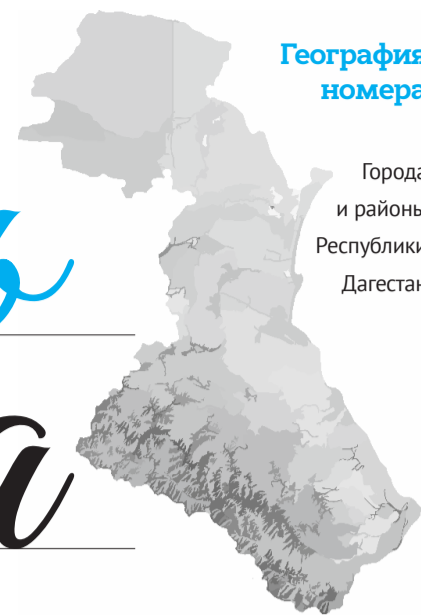 География
номера
Города
и районы
Республики
Дагестан
ь
а